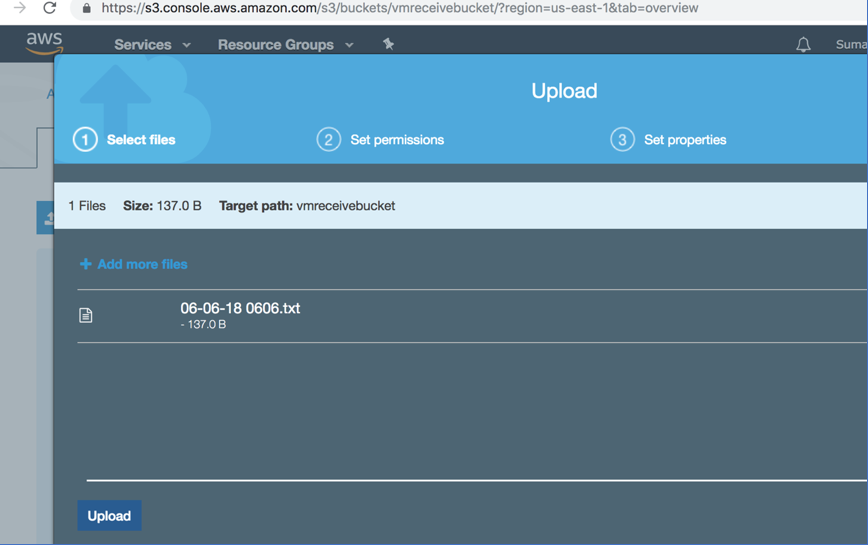 https://s3.console.aws.amazon.com/s3/buckets/vmreceivebucket/?region=us-east-1&tab=overview
aws Services Resource Groups Suma
A
Upload
1 Select files 2 Set permissions 3 Set properties
1 Files Size: 137.0 B Target path: vmreceivebucket
+ Add more files
06-06-18 0606.txt
- 137.0 B
Upload